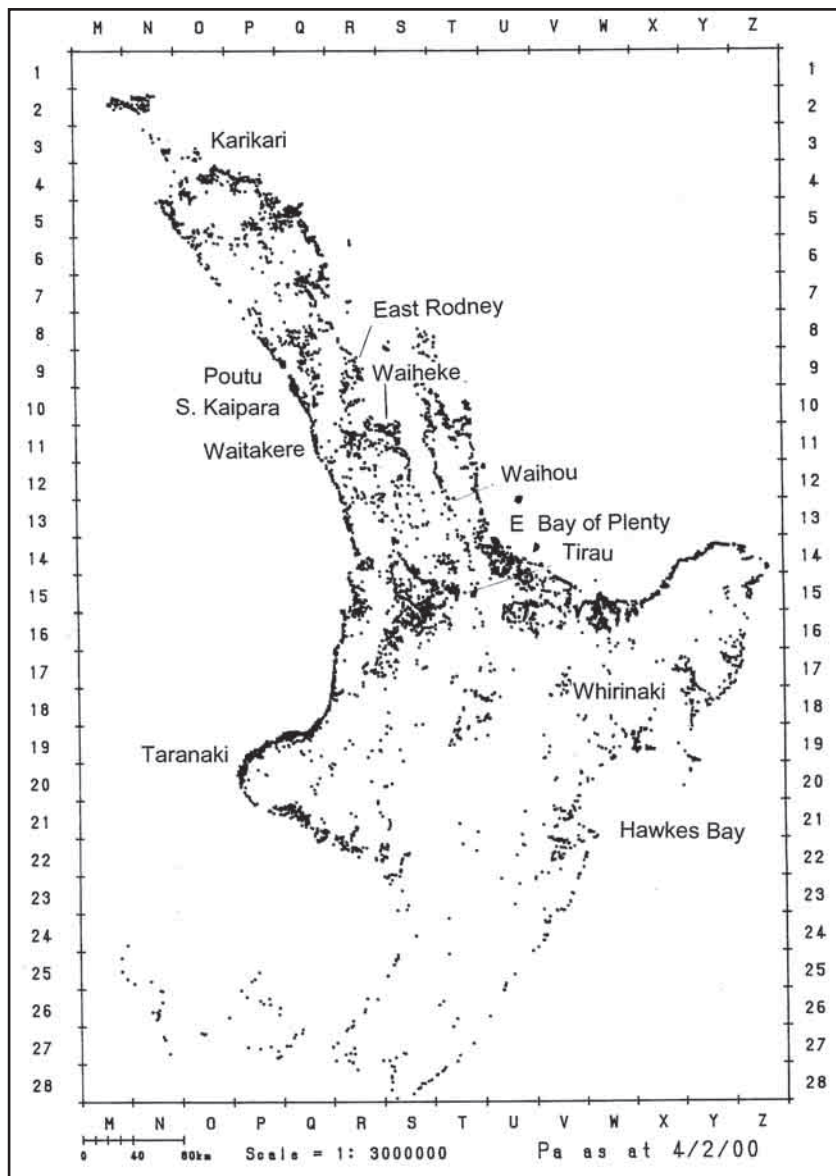 M N O P Q R S T U V W X Y Z
1 1
2 2
3 3
Karikari
4 4
5 5
6 6
7 7
East Rodney
8 8
Poutu
Waiheke
9 9
S. Kaipara
10 10
Waitakere
11 11
Waihou
12 12
E Bay of Plenty
13 13
Tirau
14 14
15 15
16 16
17 17
Whirinaki
18 18
Taranaki
19 19
20 20
Hawkes Bay
21 21
22 22
23 23
24 24
25 25
26 26
27 27
28 28
M N O P Q R S T U V W X Y Z
0 40 80km Scale = 1: 3000000 Pa as at 4/2/00